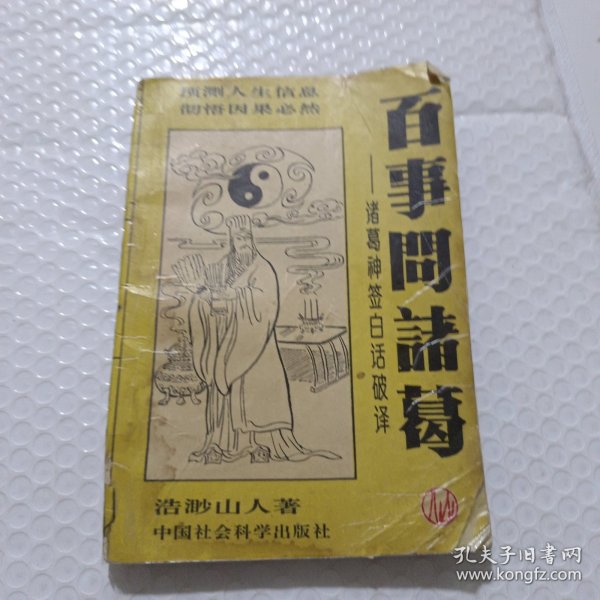 预测人生信息
彻悟因果必然
百事問諸葛
——诸葛神签白话破译
浩渺山人著
中国社会科学出版社
孔夫子旧书网
www.kongfz.com